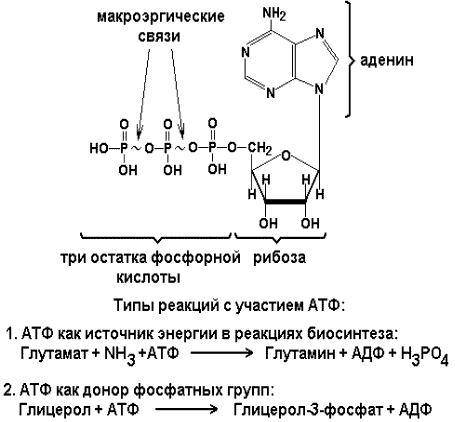 макроэргические
связи
NH₂
N
N
N
N
аденин
O
O
O
HO-P~O-P~O-P-O-CH₂
OH
OH
OH
O
H
H
H
H
OH
OH
три остатка фосфорной
кислоты
рибоза
Типы реакций с участием АТФ:
1. АТФ как источник энергии в реакциях биосинтеза:
Глутамат + NH₃ +АТФ → Глутамин + АДФ + H₃PO₄
2. АТФ как донор фосфатных групп:
Глицерол + АТФ → Глицерол-3-фосфат + АДФ